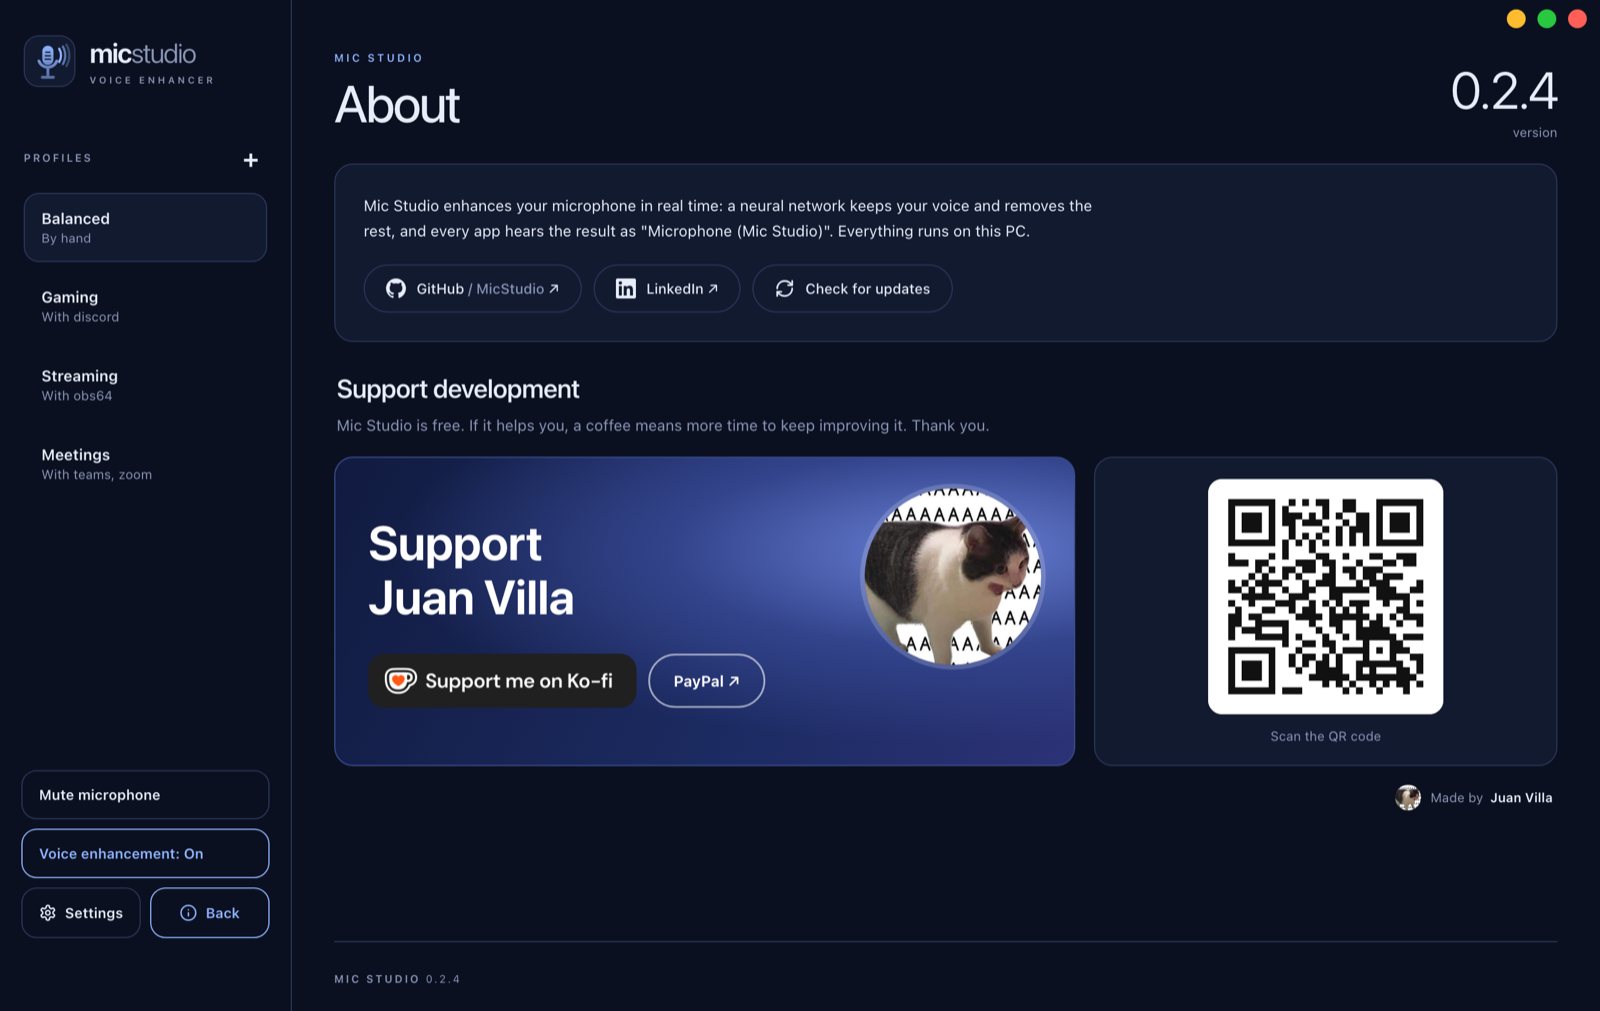 micstudio
VOICE ENHANCER
PROFILES
Balanced
By hand
Gaming
With discord
Streaming
With obs64
Meetings
With teams, zoom
Mute microphone
Voice enhancement: On
Settings
Back
MIC STUDIO
About
0.2.4
version
Mic Studio enhances your microphone in real time: a neural network keeps your voice and removes the
rest, and every app hears the result as "Microphone (Mic Studio)". Everything runs on this PC.
GitHub / MicStudio ↗
LinkedIn ↗
Check for updates
Support development
Mic Studio is free. If it helps you, a coffee means more time to keep improving it. Thank you.
Support
Juan Villa
Support me on Ko-fi
PayPal ↗
Scan the QR code
Made by Juan Villa
MIC STUDIO 0.2.4